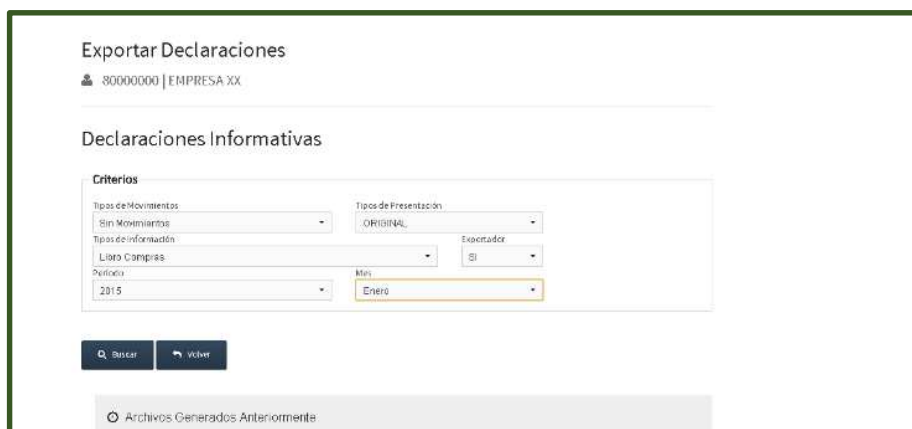 Exportar Declaraciones
80000000 | EMPRESA XX
Declaraciones Informativas
Criterios
Tipos de Movimientos Tipos de Presentación
Sin Movimientos ORIGINAL
Tipos de Información Exportador
Libro Compras SI
Periodo Mes
2015 Enero
Buscar Volver
Archivos Generados Anteriormente